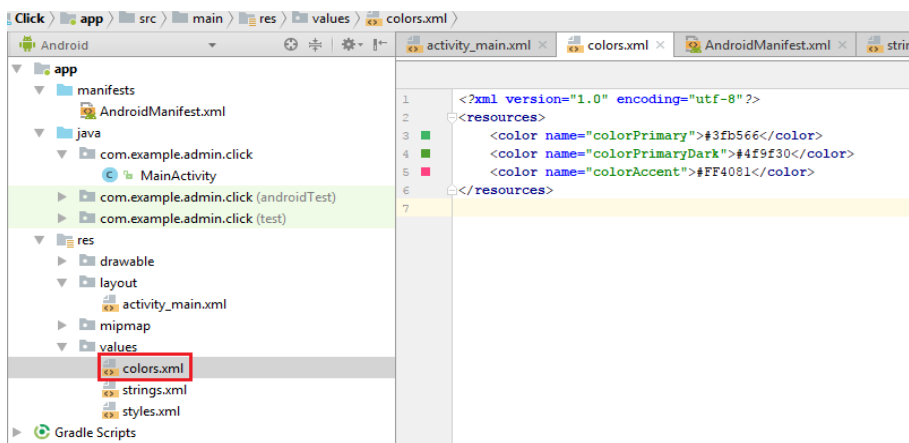 Click app src main res values colors.xml
Android
activity_main.xml colors.xml AndroidManifest.xml
app
manifests
AndroidManifest.xml
java
com.example.admin.click
MainActivity
com.example.admin.click (androidTest)
com.example.admin.click (test)
res
drawable
layout
activity_main.xml
mipmap
values
colors.xml
strings.xml
styles.xml
Gradle Scripts
1 <?xml version="1.0" encoding="utf-8"?>
2 <resources>
3 <color name="colorPrimary">#3fb566</color>
4 <color name="colorPrimaryDark">#4f9f30</color>
5 <color name="colorAccent">#FF4081</color>
6 </resources>
7